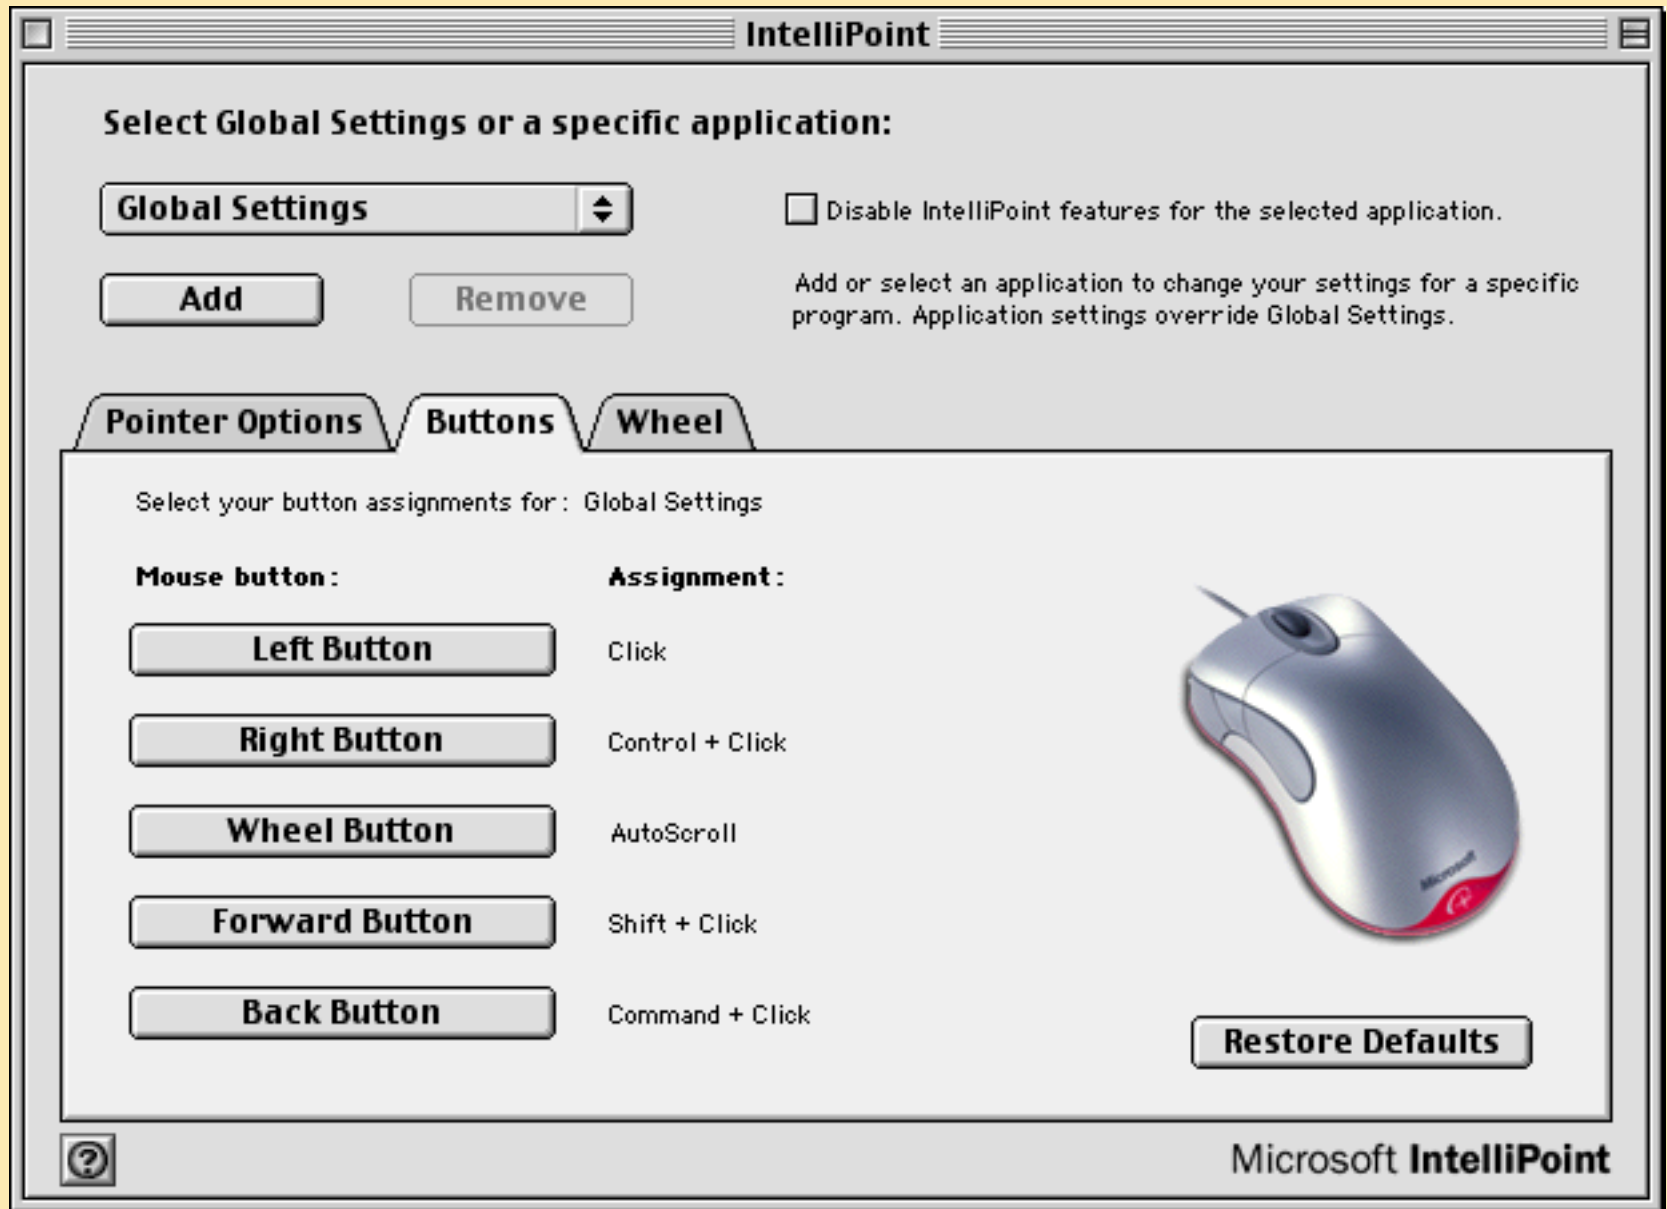 IntelliPoint
Select Global Settings or a specific application:
Global Settings
Disable IntelliPoint features for the selected application.
Add
Remove
Add or select an application to change your settings for a specific
program. Application settings override Global Settings.
Pointer Options
Buttons
Wheel
Select your button assignments for: Global Settings
Mouse button:
Assignment:
Left Button
Click
Right Button
Control + Click
Wheel Button
AutoScroll
Forward Button
Shift + Click
Back Button
Command + Click
Microsoft
Restore Defaults
?
Microsoft IntelliPoint